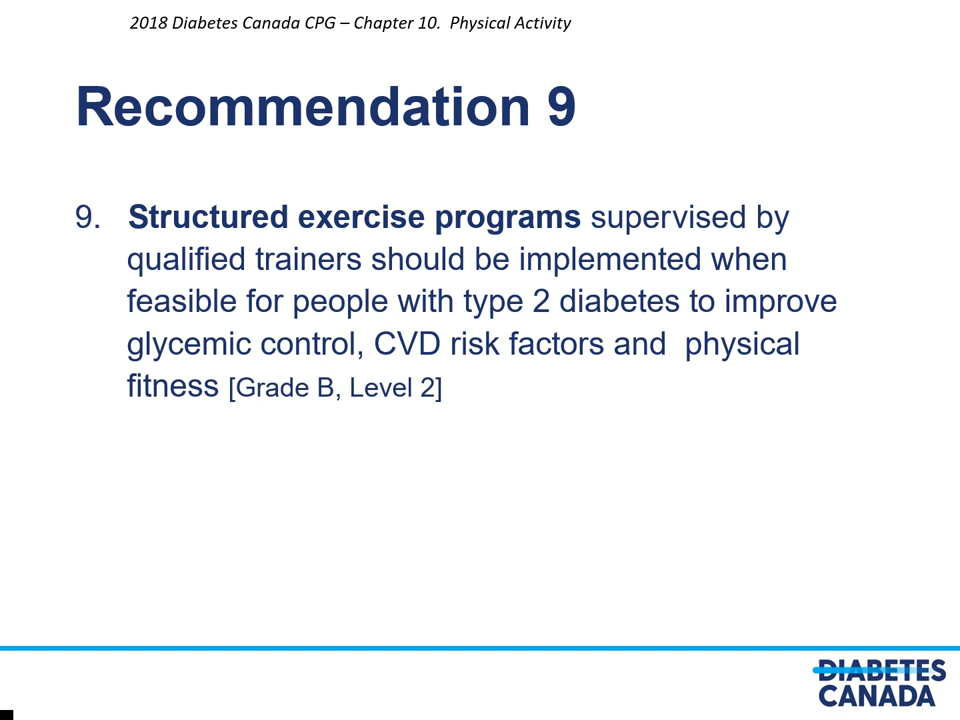 2018 Diabetes Canada CPG – Chapter 10.  Physical Activity
Recommendation 9
9. Structured exercise programs supervised by
qualified trainers should be implemented when
feasible for people with type 2 diabetes to improve
glycemic control, CVD risk factors and  physical
fitness [Grade B, Level 2]
DIABETES
CANADA